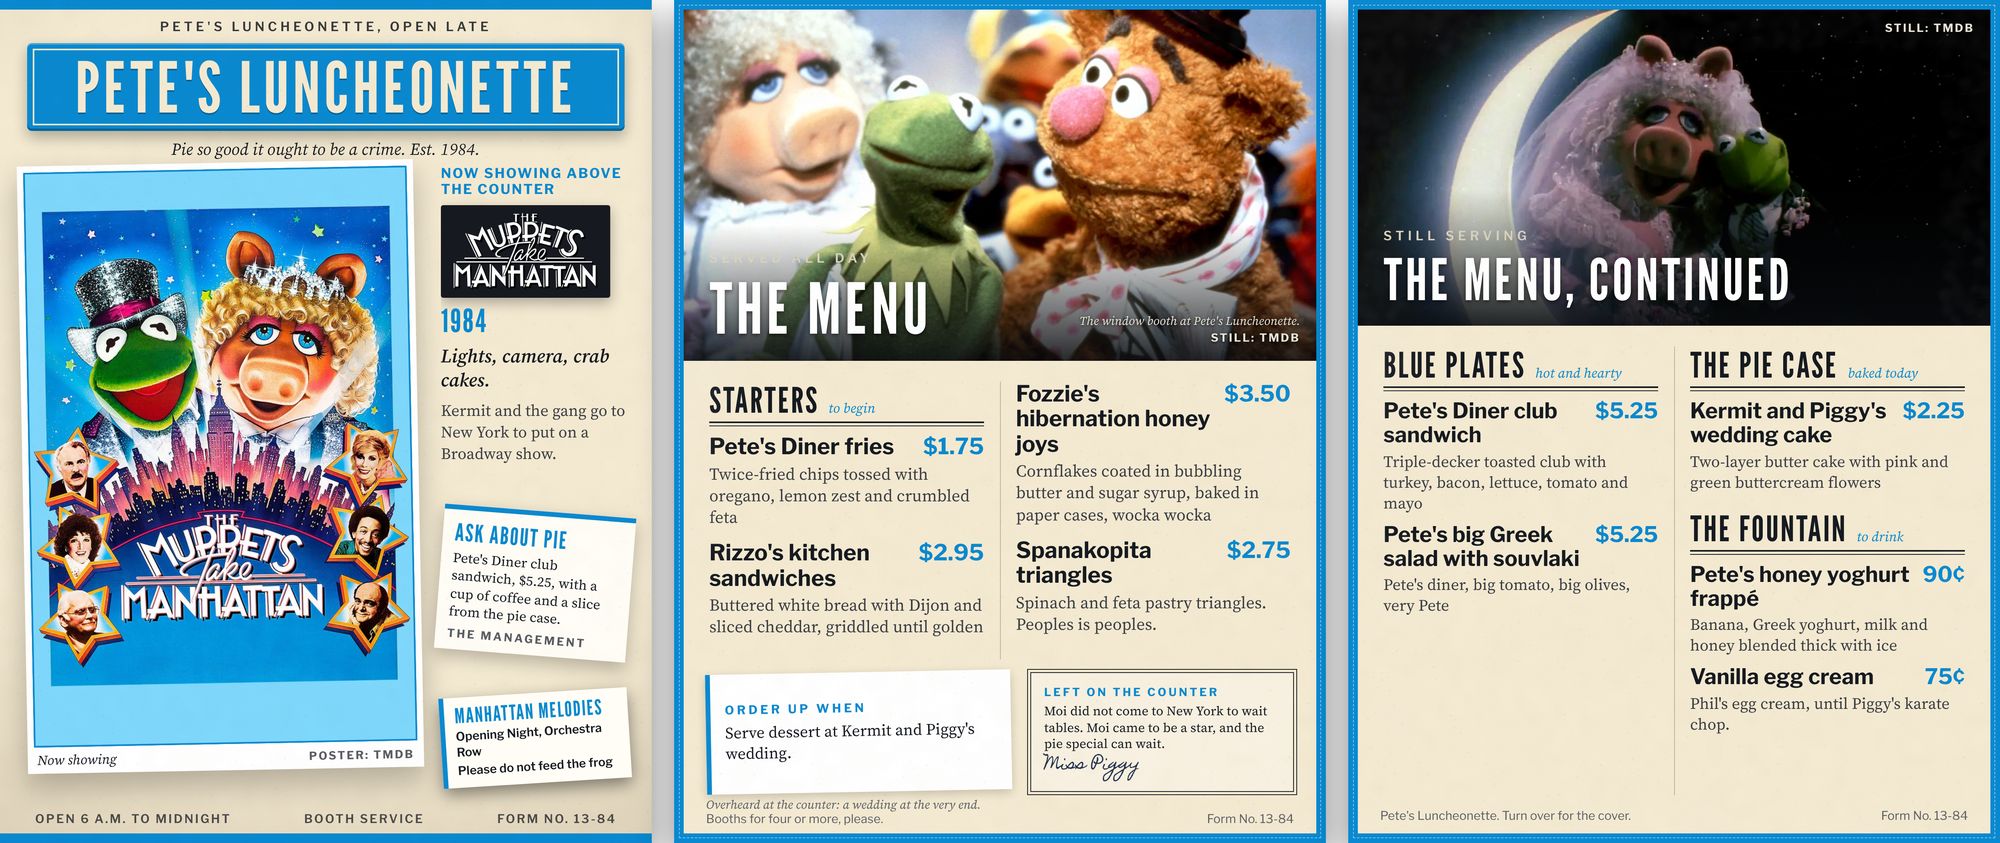 PETE'S LUNCHEONETTE, OPEN LATE
PETE'S LUNCHEONETTE
Pie so good it ought to be a crime. Est. 1984.
THE
MUPPETS
Take
MANHATTAN
Now showing
POSTER: TMDB
NOW SHOWING ABOVE
THE COUNTER
THE
MUPPETS
Take
MANHATTAN
1984
Lights, camera, crab
cakes.
Kermit and the gang go to
New York to put on a
Broadway show.
ASK ABOUT PIE
Pete's Diner club
sandwich, $5.25, with a
cup of coffee and a slice
from the pie case.
THE MANAGEMENT
MANHATTAN MELODIES
Opening Night, Orchestra
Row
Please do not feed the frog
OPEN 6 A.M. TO MIDNIGHT
BOOTH SERVICE
FORM NO. 13-84
SERVED ALL DAY
THE MENU
The window booth at Pete's Luncheonette.
STILL: TMDB
STARTERS to begin
Pete's Diner fries $1.75
Twice-fried chips tossed with
oregano, lemon zest and crumbled
feta
Rizzo's kitchen $2.95
sandwiches
Buttered white bread with Dijon and
sliced cheddar, griddled until golden
Fozzie's $3.50
hibernation honey
joys
Cornflakes coated in bubbling
butter and sugar syrup, baked in
paper cases, wocka wocka
Spanakopita $2.75
triangles
Spinach and feta pastry triangles.
Peoples is peoples.
ORDER UP WHEN
Serve dessert at Kermit and Piggy's
wedding.
LEFT ON THE COUNTER
Moi did not come to New York to wait
tables. Moi came to be a star, and the
pie special can wait.
Miss Piggy
Overheard at the counter: a wedding at the very end.
Booths for four or more, please.
Form No. 13-84
STILL: TMDB
STILL SERVING
THE MENU, CONTINUED
BLUE PLATES hot and hearty
Pete's Diner club $5.25
sandwich
Triple-decker toasted club with
turkey, bacon, lettuce, tomato and
mayo
Pete's big Greek $5.25
salad with souvlaki
Pete's diner, big tomato, big olives,
very Pete
THE PIE CASE baked today
Kermit and Piggy's $2.25
wedding cake
Two-layer butter cake with pink and
green buttercream flowers
THE FOUNTAIN to drink
Pete's honey yoghurt 90¢
frappé
Banana, Greek yoghurt, milk and
honey blended thick with ice
Vanilla egg cream 75¢
Phil's egg cream, until Piggy's karate
chop.
Pete's Luncheonette. Turn over for the cover.
Form No. 13-84